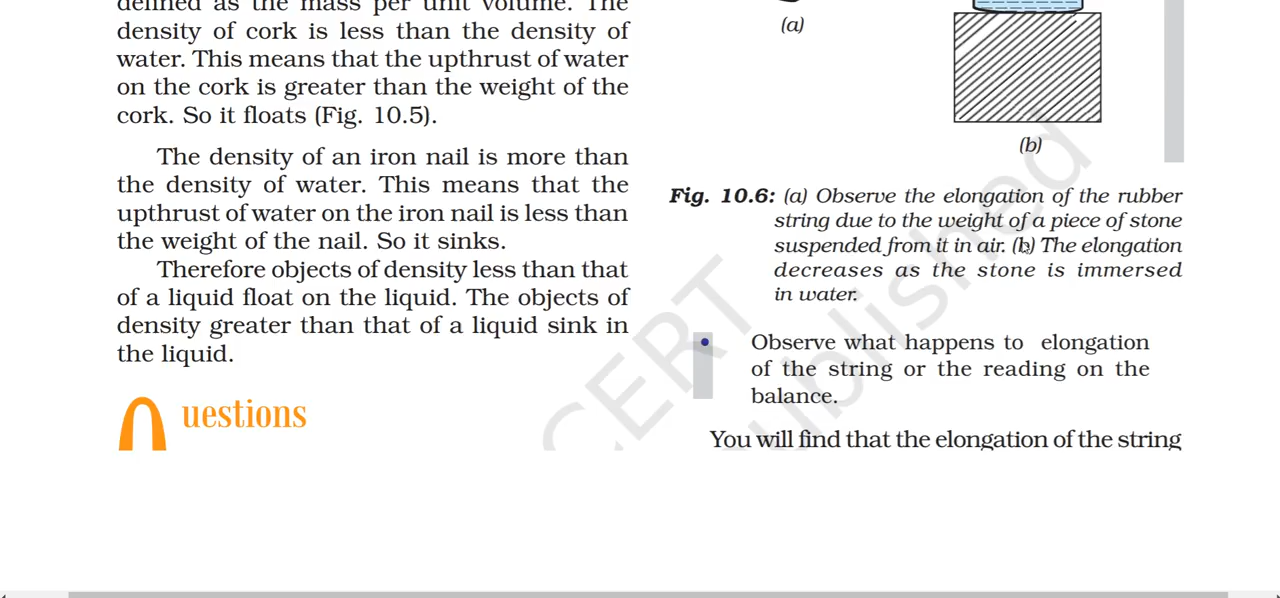 defined as the mass per unit volume. The
density of cork is less than the density of
water. This means that the upthrust of water
on the cork is greater than the weight of the
cork. So it floats (Fig. 10.5).
The density of an iron nail is more than
the density of water. This means that the
upthrust of water on the iron nail is less than
the weight of the nail. So it sinks.
Therefore objects of density less than that
of a liquid float on the liquid. The objects of
density greater than that of a liquid sink in
the liquid.
uestions
(a)
(b)
Fig. 10.6: (a) Observe the elongation of the rubber
string due to the weight of a piece of stone
suspended from it in air. (b) The elongation
decreases as the stone is immersed
in water.
• Observe what happens to elongation
of the string or the reading on the
balance.
You will find that the elongation of the string
CERT
published